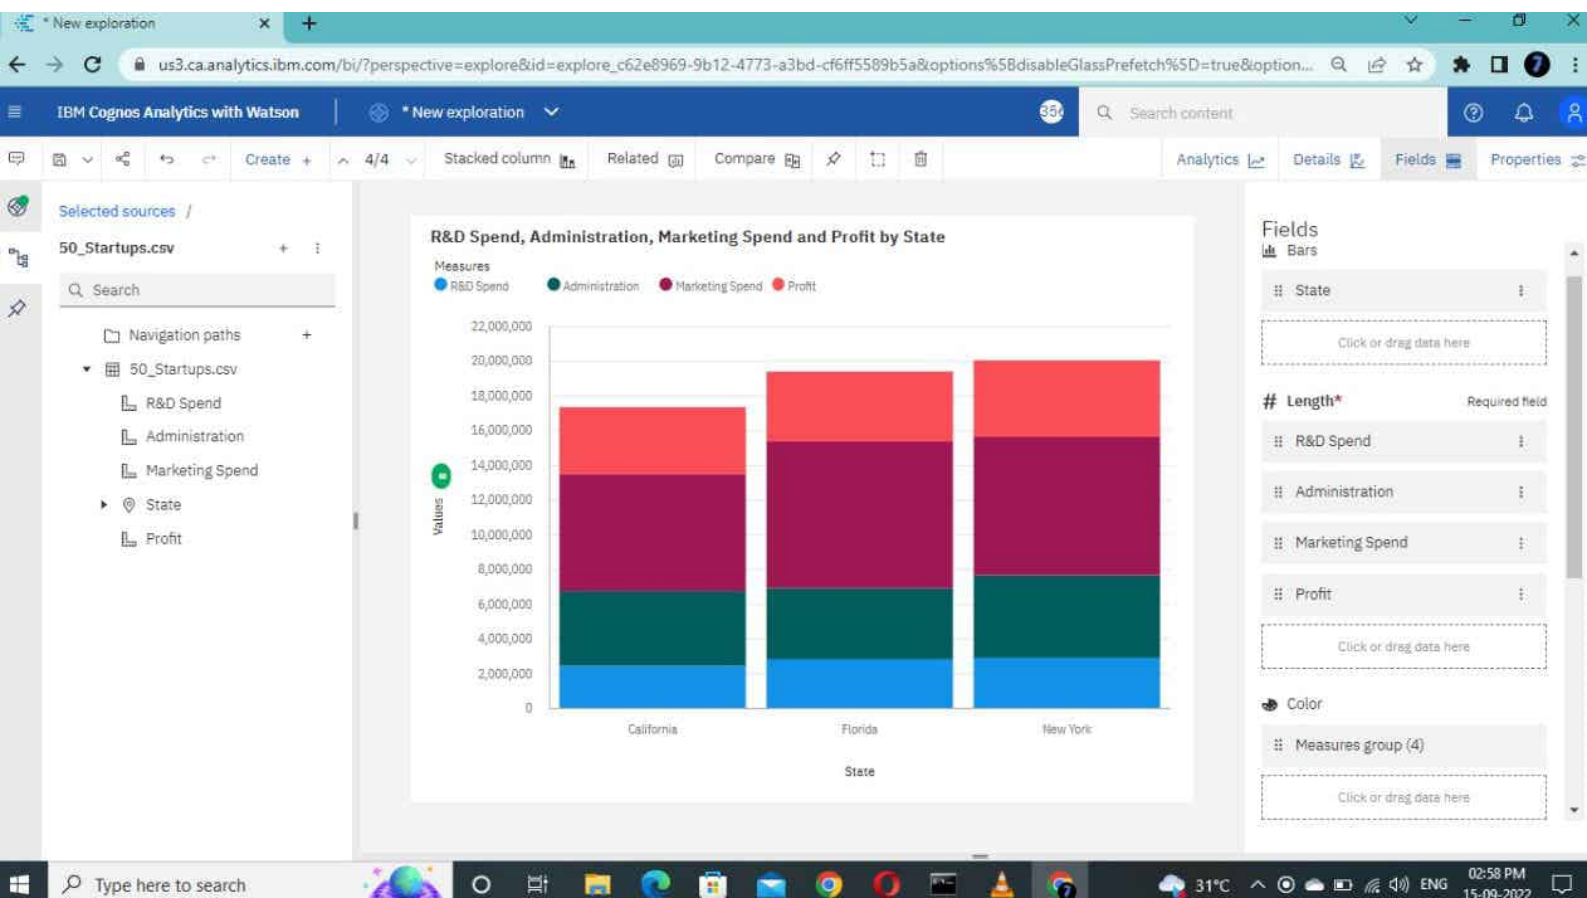 * New exploration
us3.ca.analytics.ibm.com/bi/?perspective=explore&id=explore_c62e8969-9b12-4773-a3bd-cf6ff5589b5a&options%5BdisableGlassPrefetch%5D=true&option...
IBM Cognos Analytics with Watson
* New exploration
Search content
Create +
4/4
Stacked column
Related
Compare
Analytics
Details
Fields
Properties
Selected sources /
50_Startups.csv
Search
Navigation paths
50_Startups.csv
R&D Spend
Administration
Marketing Spend
State
Profit
R&D Spend, Administration, Marketing Spend and Profit by State
Measures
R&D Spend Administration Marketing Spend Profit
22,000,000
20,000,000
18,000,000
16,000,000
14,000,000
12,000,000
10,000,000
8,000,000
6,000,000
4,000,000
2,000,000
0
Values
California Florida New York
State
Fields
Bars
State
Click or drag data here
# Length* Required field
R&D Spend
Administration
Marketing Spend
Profit
Click or drag data here
Color
Measures group (4)
Click or drag data here
Type here to search
31°C
ENG
02:58 PM
15-09-2022